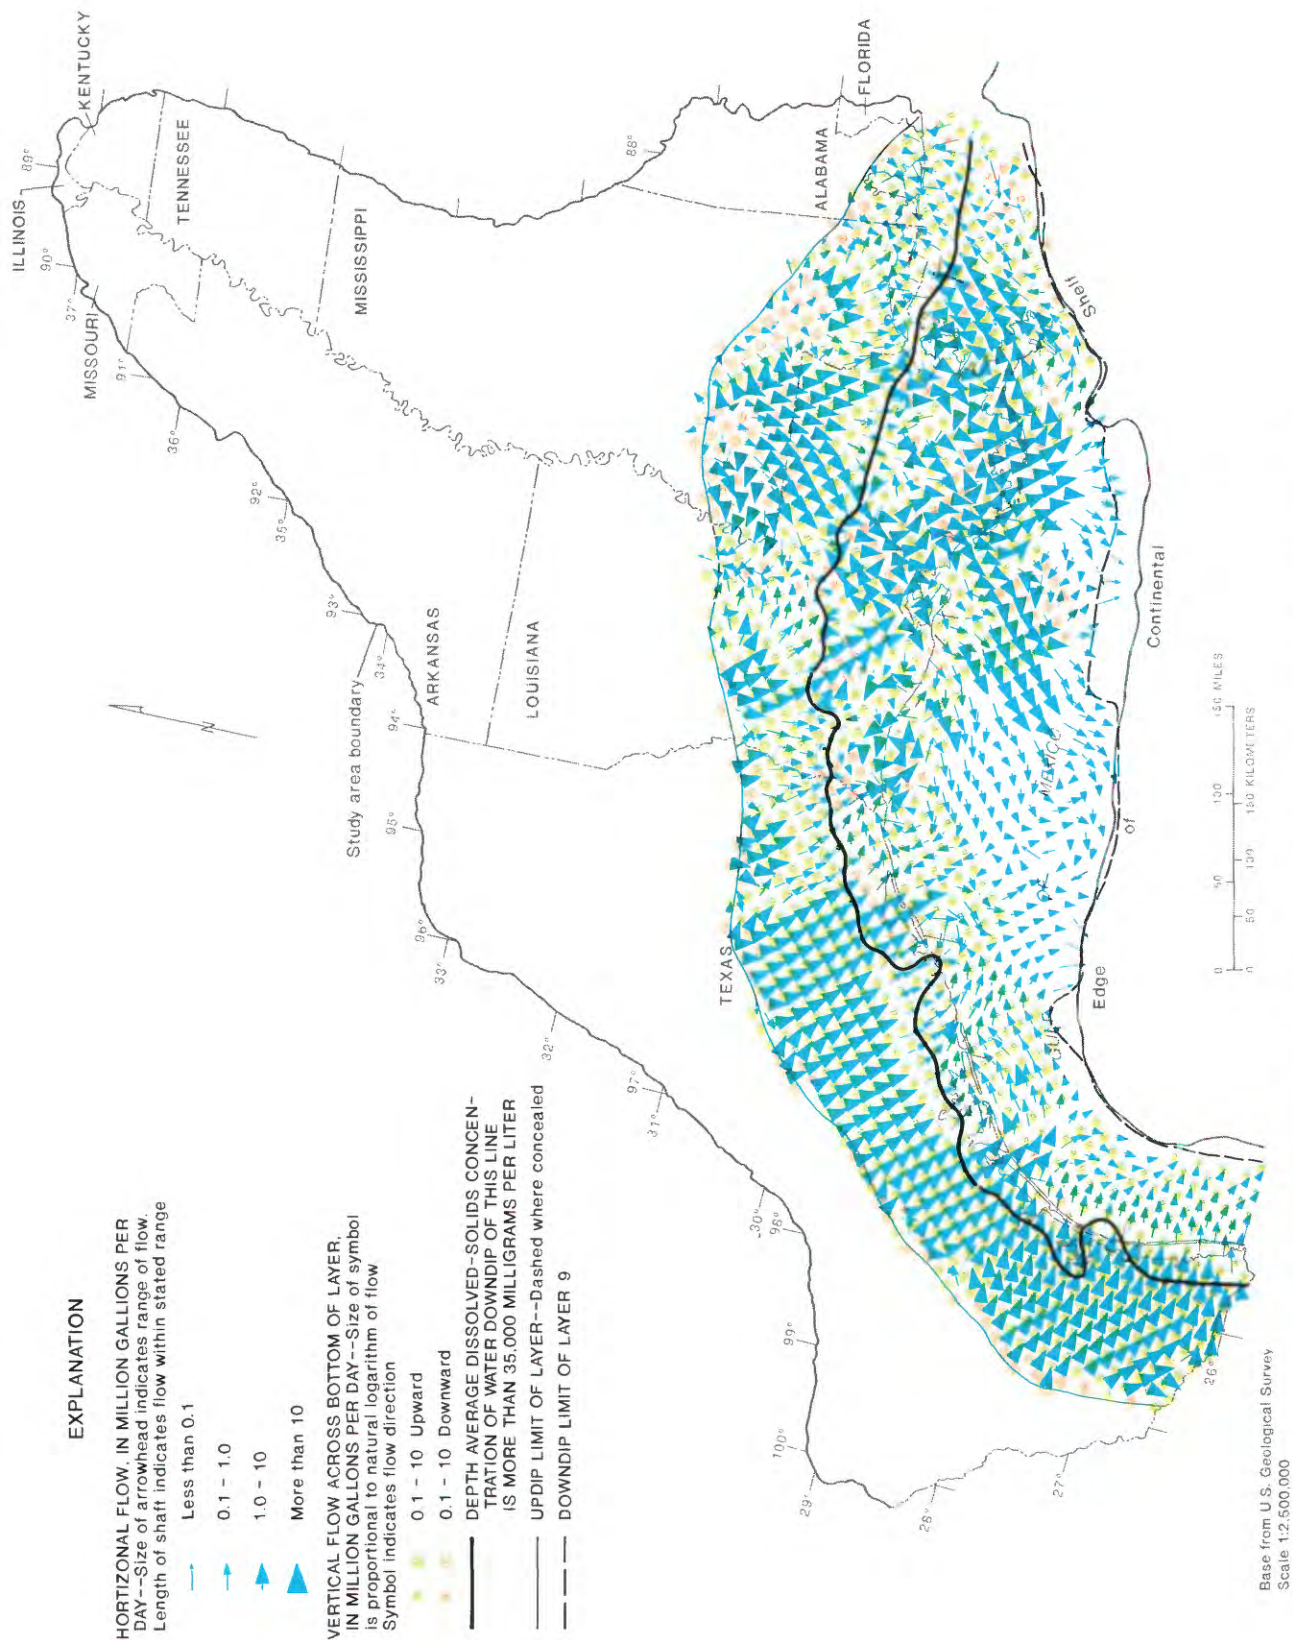 EXPLANATION
HORTIZONAL FLOW, IN MILLION GALLONS PER
DAY--Size of arrowhead indicates range of flow.
Length of shaft indicates flow within stated range
Less than 0.1
0.1 - 1.0
1.0 - 10
More than 10
VERTICAL FLOW ACROSS BOTTOM OF LAYER,
IN MILLION GALLONS PER DAY--Size of symbol
is proportional to natural logarithm of flow
Symbol indicates flow direction
0.1 - 10 Upward
0.1 - 10 Downward
DEPTH AVERAGE DISSOLVED-SOLIDS CONCEN-
TRATION OF WATER DOWNDIP OF THIS LINE
IS MORE THAN 35,000 MILLIGRAMS PER LITER
UPDIP LIMIT OF LAYER--Dashed where concealed
DOWNDIP LIMIT OF LAYER 9
ILLINOIS
KENTUCKY
MISSOURI
TENNESSEE
MISSISSIPPI
ALABAMA
FLORIDA
ARKANSAS
LOUISIANA
TEXAS
Study area boundary
N
88°
89°
90°
37°
91°
36°
92°
35°
93°
34°
94°
95°
96°
33°
32°
97°
31°
30°
98°
99°
100°
29°
28°
27°
26°
GULF
OF
MEXICO
Edge
of
Continental
Shelf
0 50 100 150 MILES
0 50 100 150 KILOMETERS
Base from U.S. Geological Survey
Scale 1:2,500,000